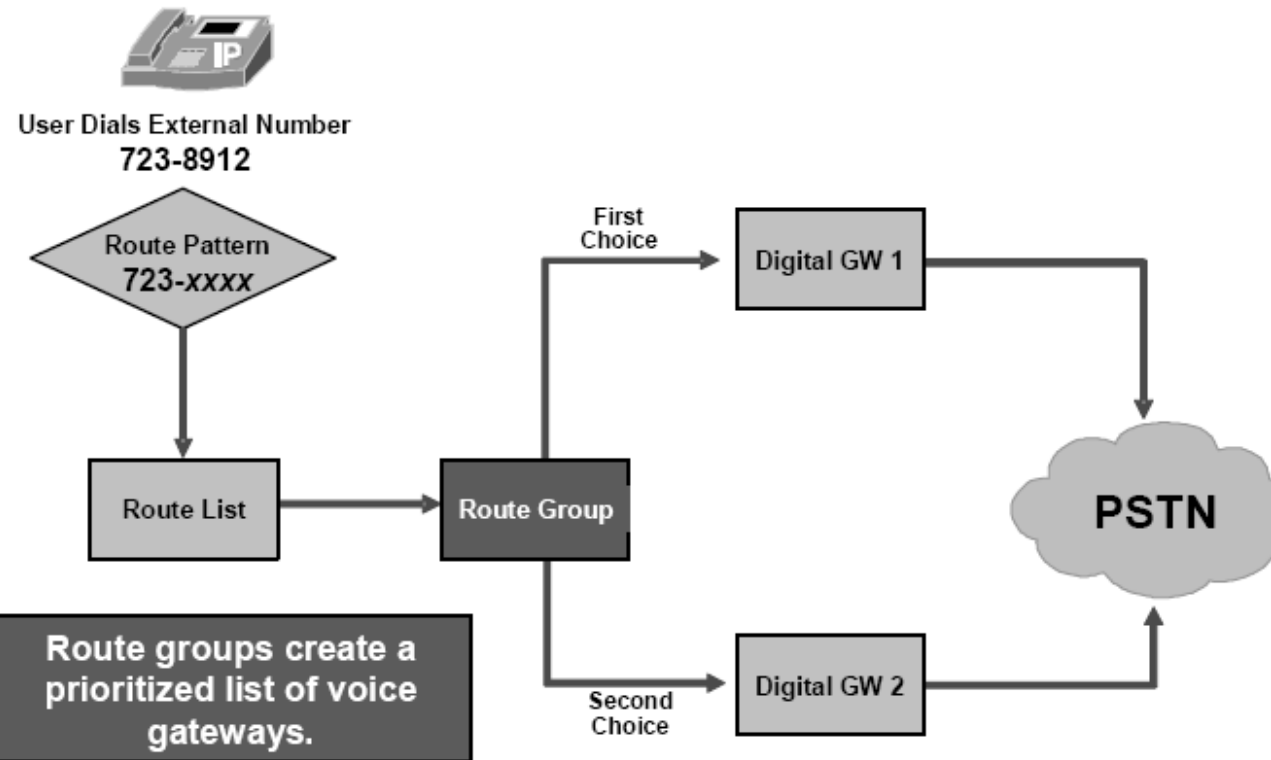 IP
User Dials External Number
723-8912
Route Pattern
723-xxxx
Route List
Route Group
First
Choice
Digital GW 1
PSTN
Second
Choice
Digital GW 2
Route groups create a
prioritized list of voice
gateways.